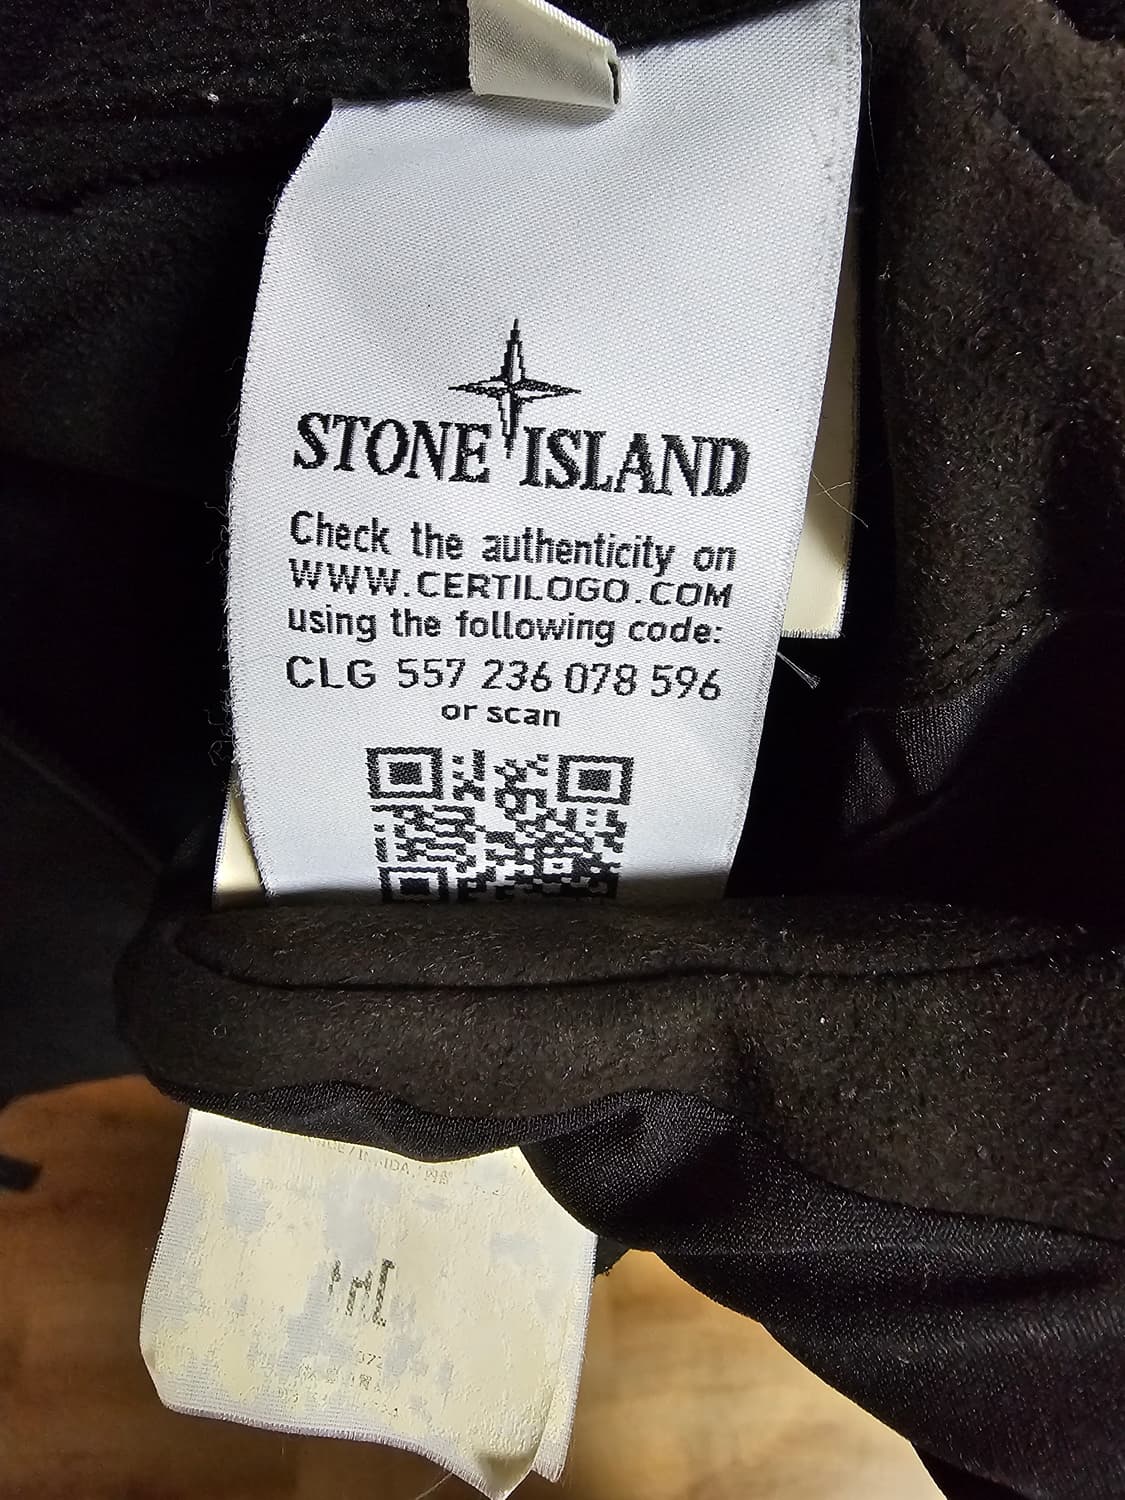 STONE ISLAND
Check the authenticity on
WWW.CERTILOGO.COM
using the following code:
CLG 557 236 078 596
or scan